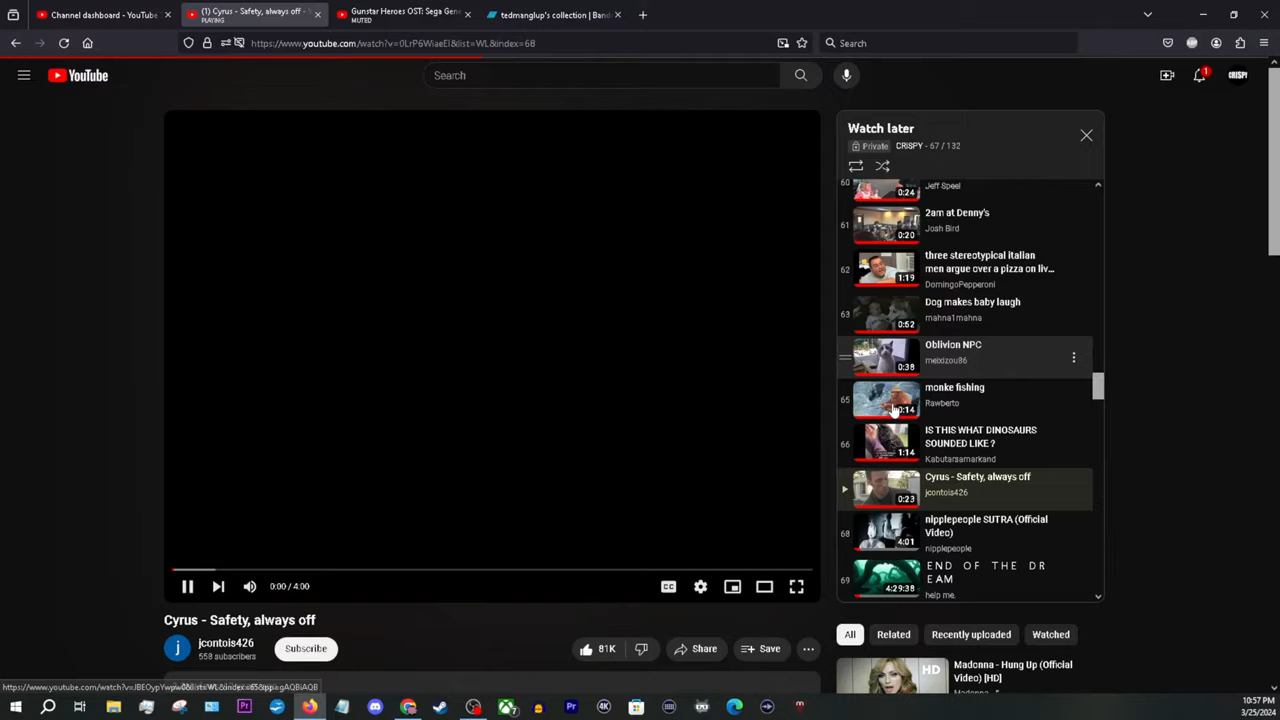 Channel dashboard - YouTube S
(1) Cyrus - Safety, always off - Y
PLAYING
Gunstar Heroes OST: Sega Gene
MUTED
tedmanglup's collection | Band
https://www.youtube.com/watch?v=0LrP6WiaeEI&list=WL&index=68
Search
YouTube
Search
1
CRISPY
Watch later
Private CRISPY - 67 / 132
60
0:24
Jeff Speel
61
0:20
2am at Denny's
Josh Bird
62
1:19
three stereotypical italian
men argue over a pizza on liv...
DomingoPepperoni
63
0:52
Dog makes baby laugh
mahna1mahna
0:38
Oblivion NPC
meixizou86
65
0:14
monke fishing
Rawberto
66
1:14
IS THIS WHAT DINOSAURS
SOUNDED LIKE ?
Kabutarsamarkand
0:23
Cyrus - Safety, always off
jcontois426
68
4:01
nipplepeople SUTRA (Official
Video)
nipplepeople
69
4:29:38
END OF THE DR
EAM
help me.
0:00 / 4:00
CC
Cyrus - Safety, always off
j
jcontois426
558 subscribers
Subscribe
81K
Share
Save
All
Related
Recently uploaded
Watched
HD
Madonna - Hung Up (Official
Video) [HD]
10:57 PM
3/25/2024